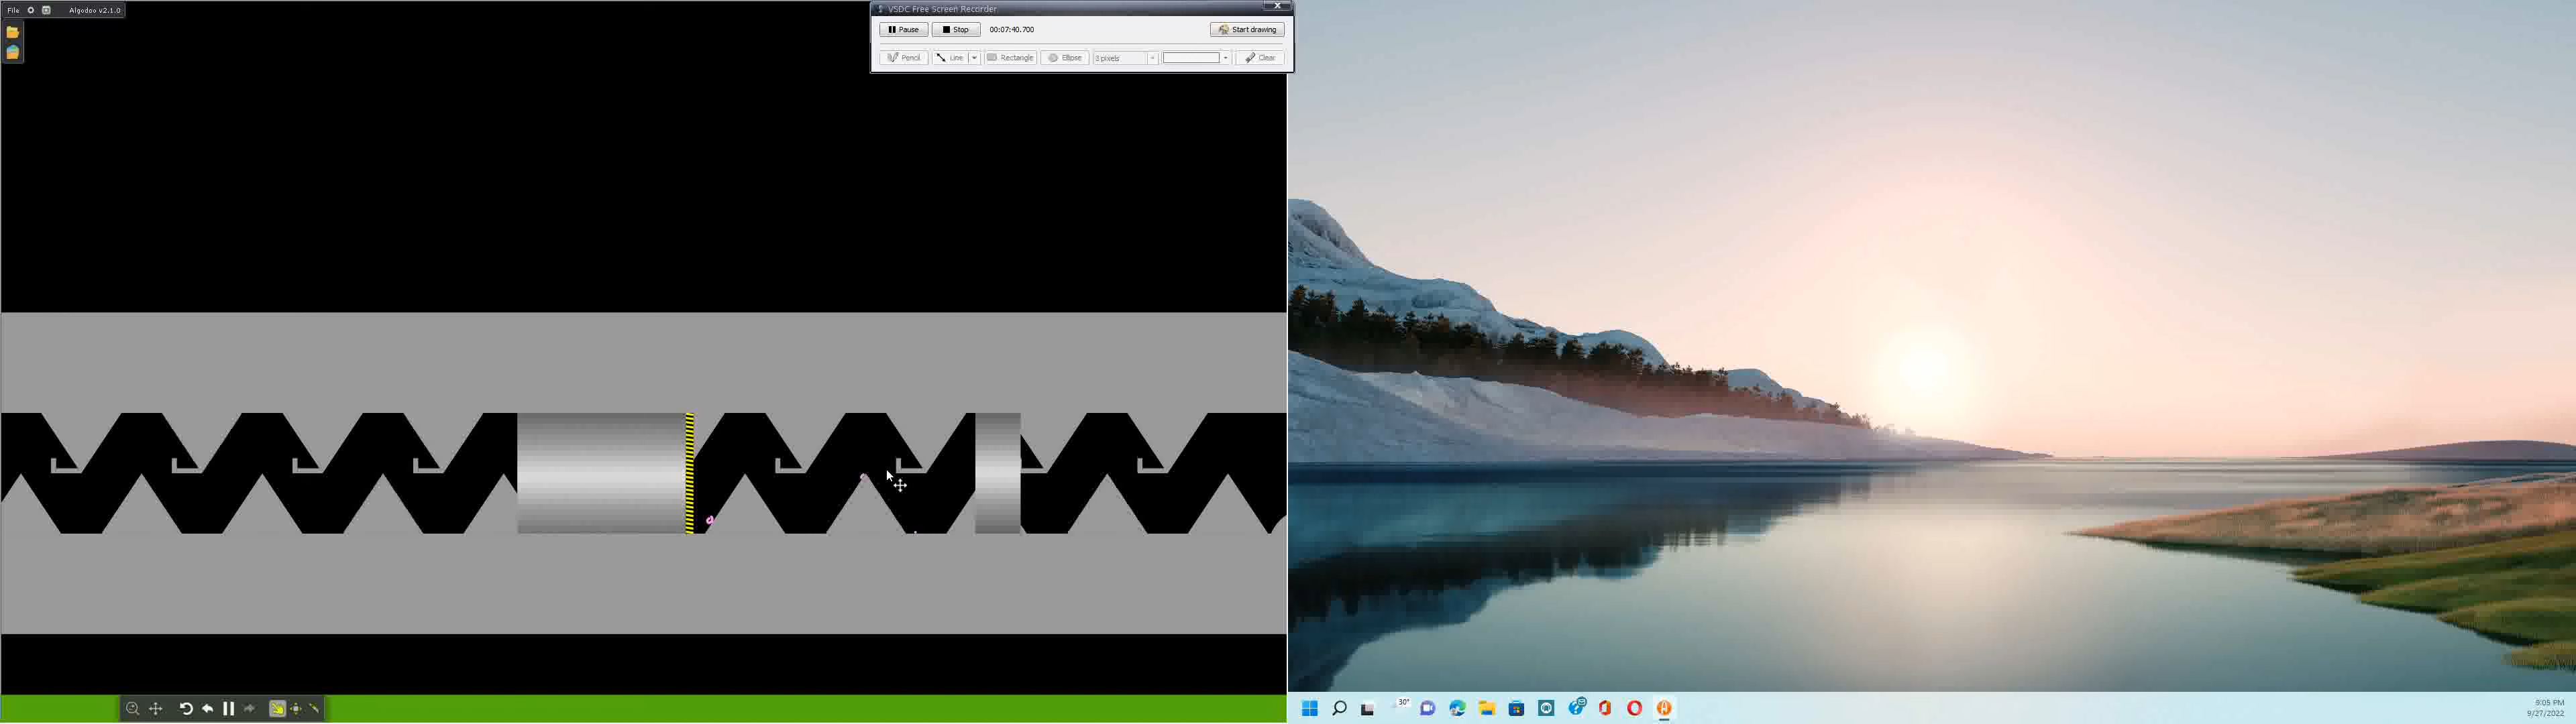 File Algodoo v2.1.0
VSDC Free Screen Recorder
Pause Stop 00:07:40.700 Start drawing
Pencil Line Rectangle Ellipse 3 pixels Clear
30°
9:05 PM
9/27/2022